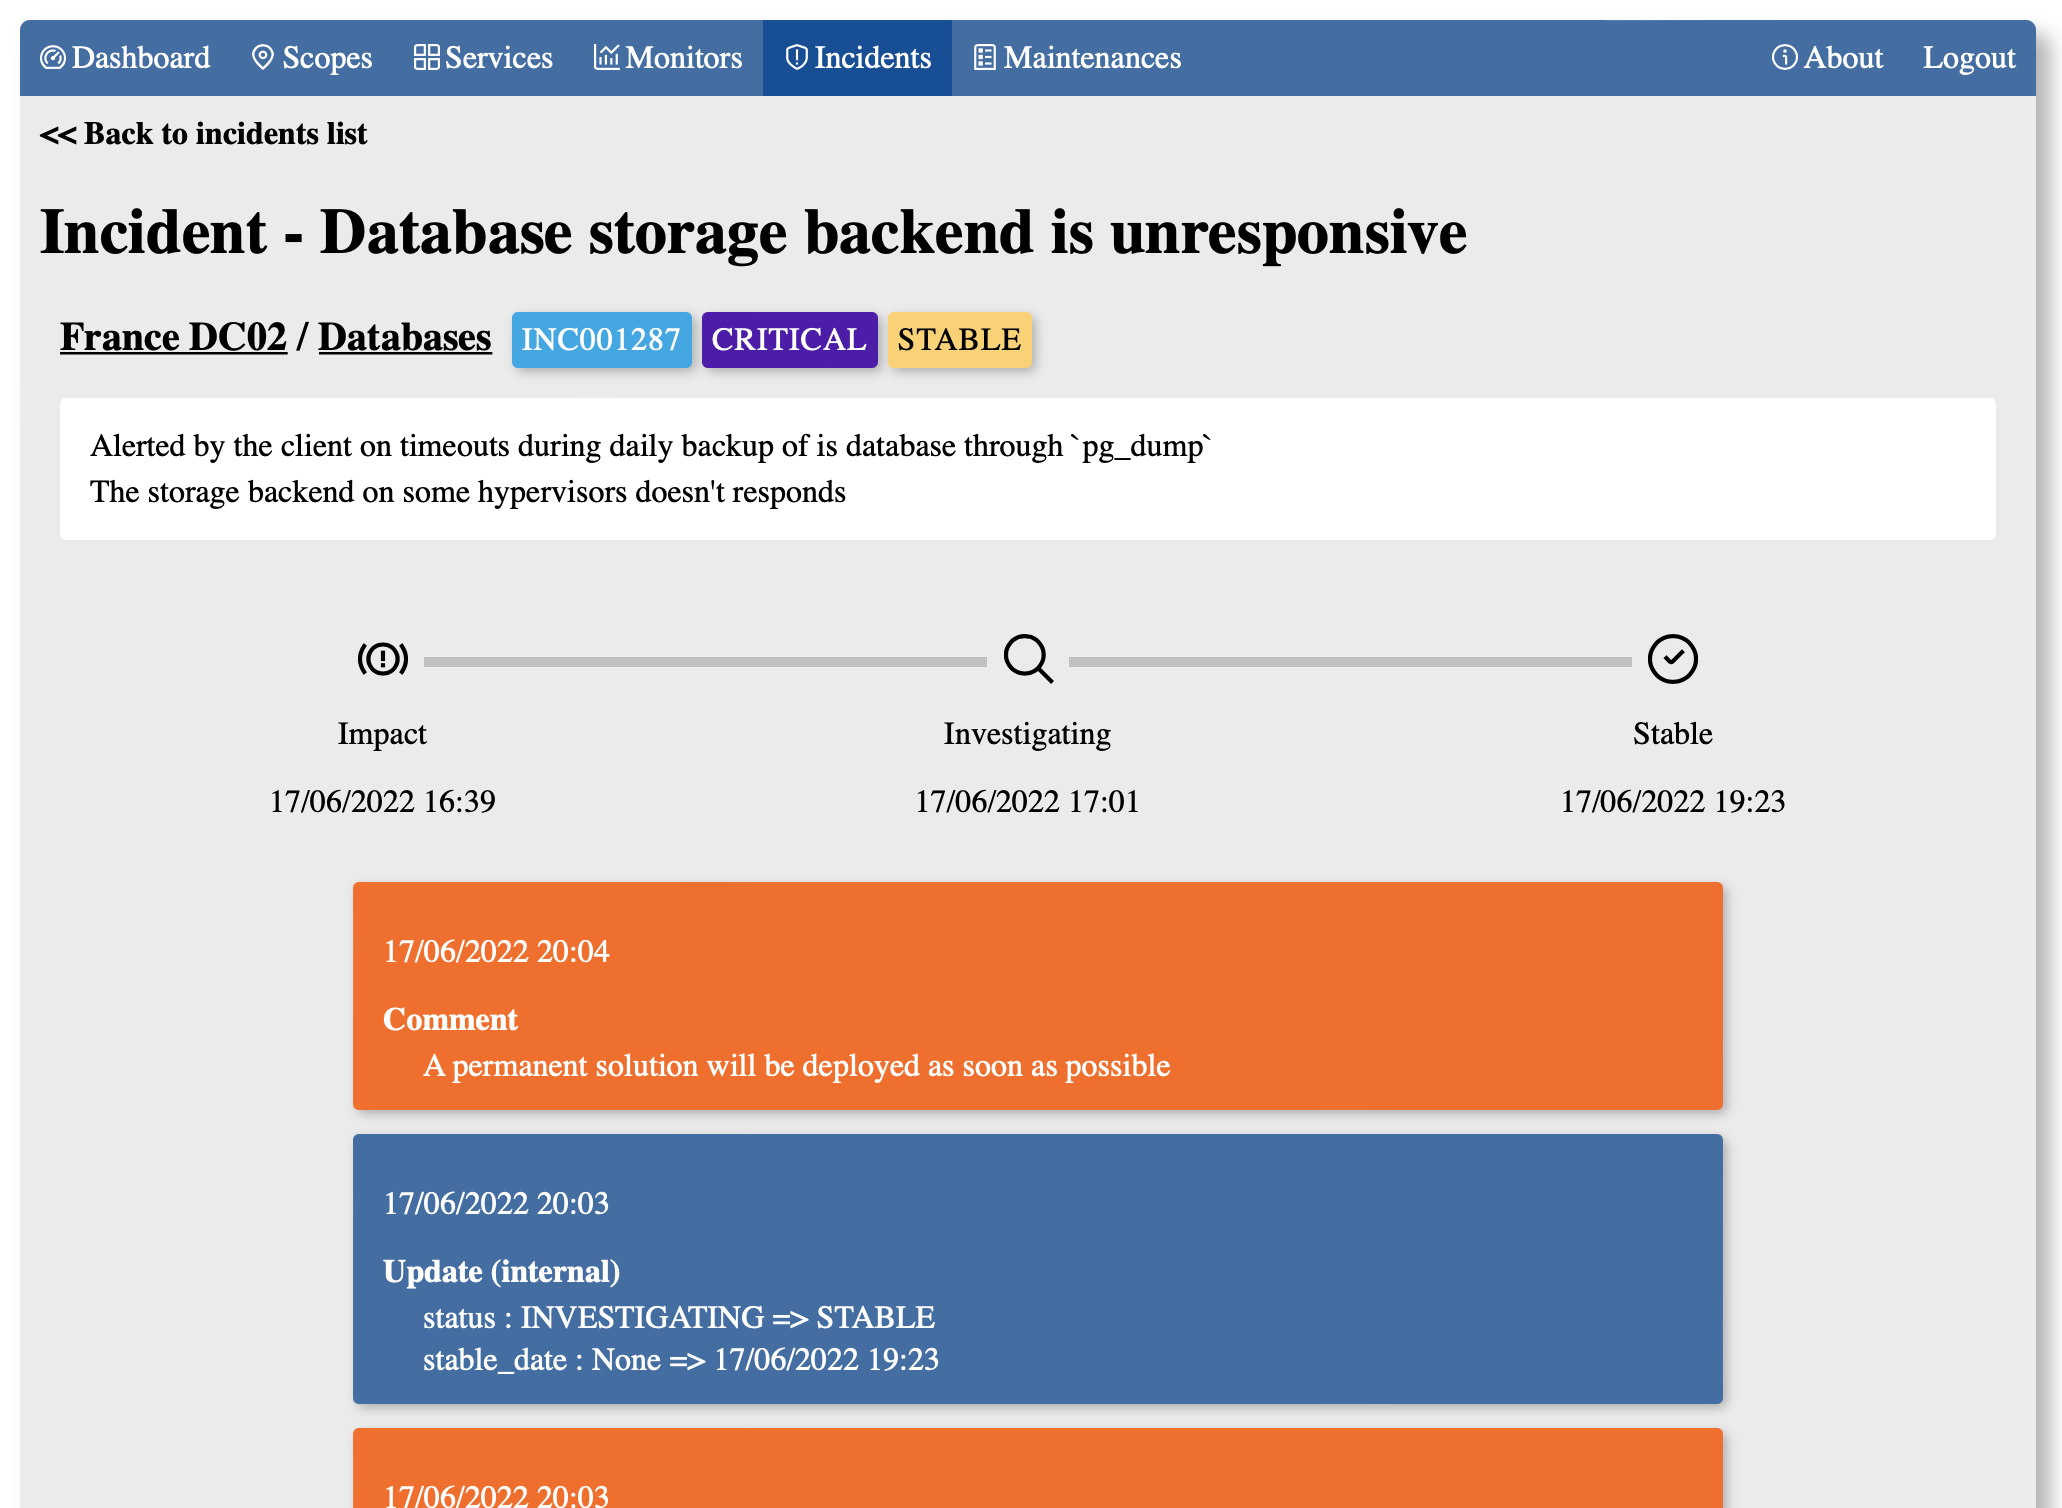 Dashboard Scopes Services Monitors Incidents Maintenances About Logout
<< Back to incidents list
Incident - Database storage backend is unresponsive
France DC02 / Databases INC001287 CRITICAL STABLE
Alerted by the client on timeouts during daily backup of is database through `pg_dump`
The storage backend on some hypervisors doesn't responds
Impact Investigating Stable
17/06/2022 16:39 17/06/2022 17:01 17/06/2022 19:23
17/06/2022 20:04
Comment
A permanent solution will be deployed as soon as possible
17/06/2022 20:03
Update (internal)
status : INVESTIGATING => STABLE
stable_date : None => 17/06/2022 19:23
17/06/2022 20:03